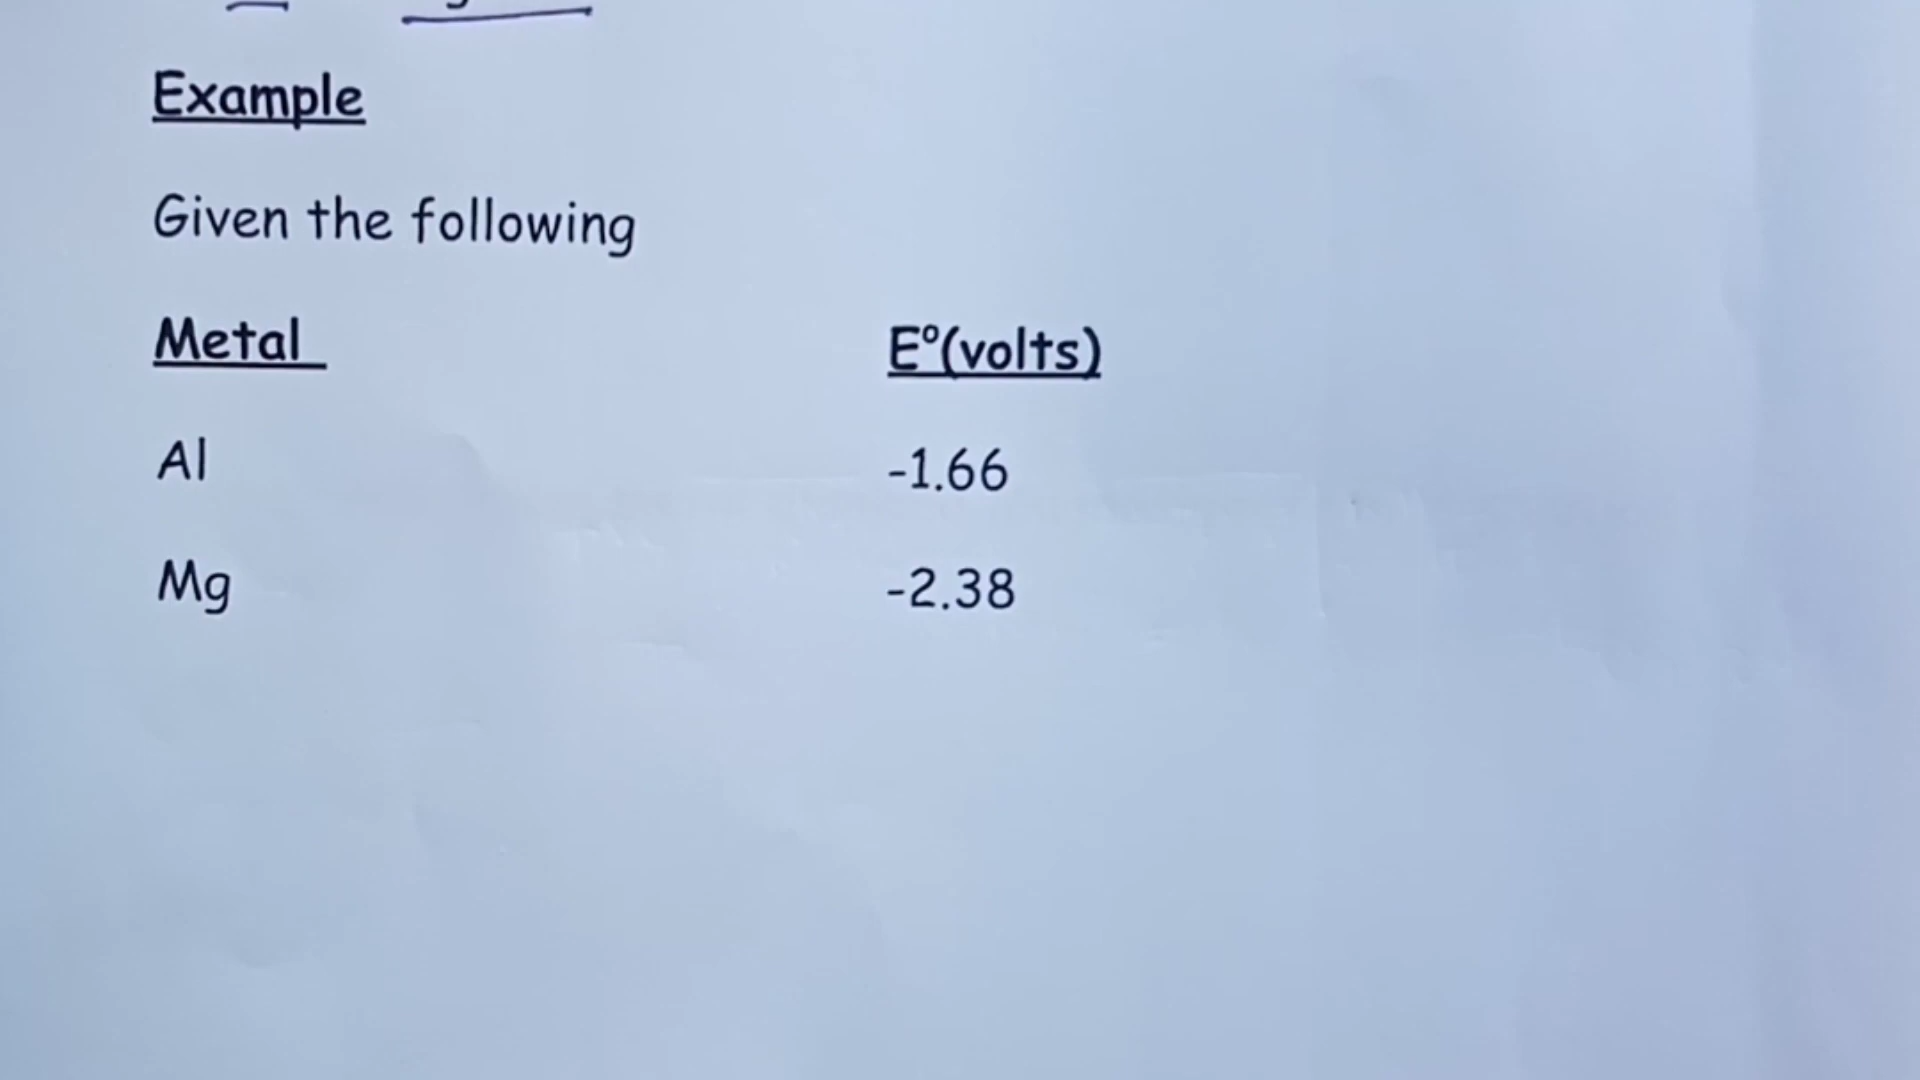 Example
Given the following
Metal E°(volts)
Al -1.66
Mg -2.38